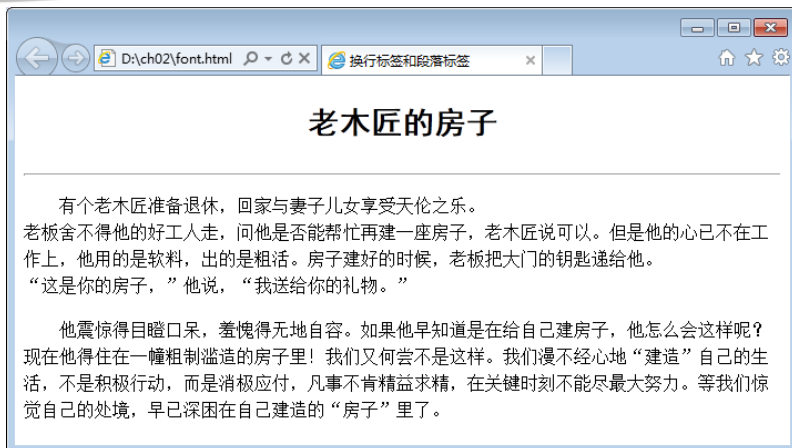 D:\ch02\font.html
换行标签和段落标签
老木匠的房子
有个老木匠准备退休，回家与妻子儿女享受天伦之乐。
老板舍不得他的好工人走，问他是否能帮忙再建一座房子，老木匠说可以。但是他的心已不在工
作上，他用的是软料，出的是粗活。房子建好的时候，老板把大门的钥匙递给他。
“这是你的房子，”他说，“我送给你的礼物。”
他震惊得目瞪口呆，羞愧得无地自容。如果他早知道是在给自己建房子，他怎么会这样呢？
现在他得住在一幢粗制滥造的房子里！我们又何尝不是这样。我们漫不经心地“建造”自己的生
活，不是积极行动，而是消极应付，凡事不肯精益求精，在关键时刻不能尽最大努力。等我们惊
觉自己的处境，早已深困在自己建造的“房子”里了。